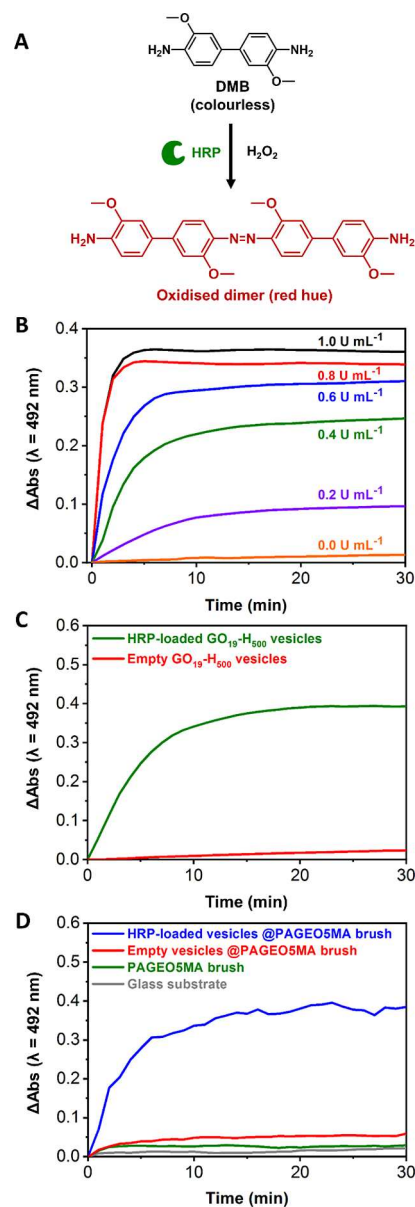 A
O
H₂N
NH₂
O
DMB
(colourless)
HRP
H₂O₂
O
O
H₂N
N=N
NH₂
O
O
Oxidised dimer (red hue)
B
0.4
0.3
0.2
0.1
0.0
ΔAbs (λ = 492 nm)
1.0 U mL⁻¹
0.8 U mL⁻¹
0.6 U mL⁻¹
0.4 U mL⁻¹
0.2 U mL⁻¹
0.0 U mL⁻¹
0 10 20 30
Time (min)
C
0.6
0.5
0.4
0.3
0.2
0.1
0.0
ΔAbs (λ = 492 nm)
HRP-loaded GO₁₉-H₅₀₀ vesicles
Empty GO₁₉-H₅₀₀ vesicles
0 10 20 30
Time (min)
D
0.6
0.5
0.4
0.3
0.2
0.1
0.0
ΔAbs (λ = 492 nm)
HRP-loaded vesicles @PAGEO5MA brush
Empty vesicles @PAGEO5MA brush
PAGEO5MA brush
Glass substrate
0 10 20 30
Time (min)